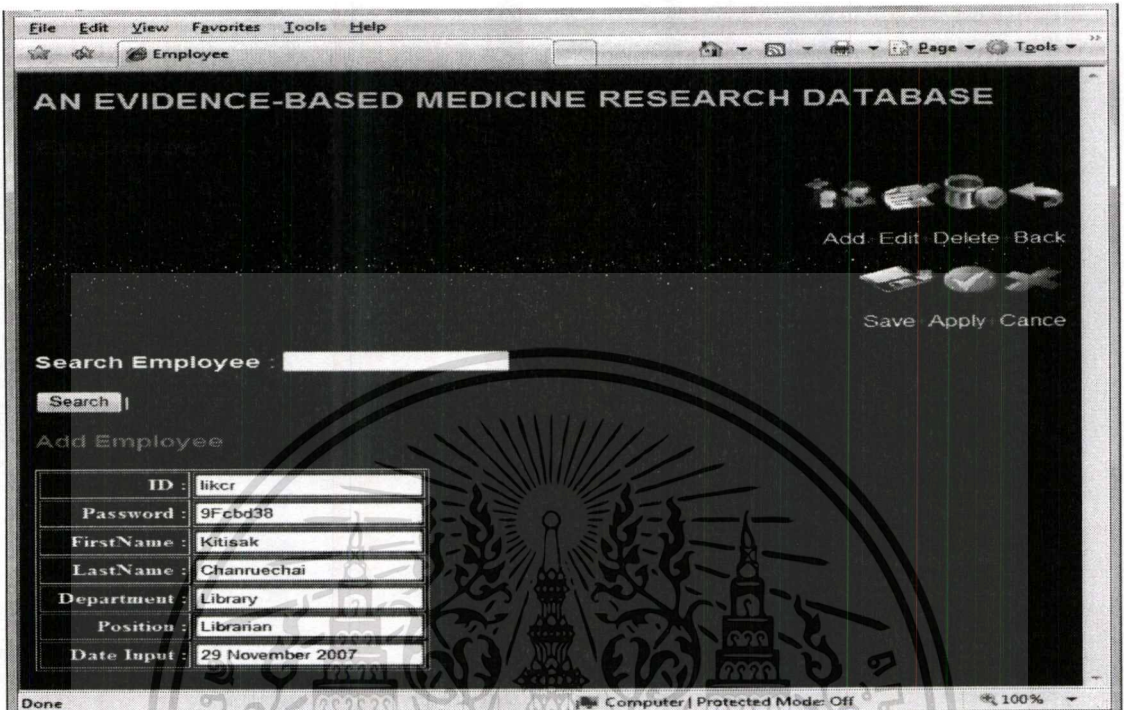 File Edit View Favorites Tools Help
Employee Page Tools
AN EVIDENCE-BASED MEDICINE RESEARCH DATABASE
Add Edit Delete Back
Save Apply Cance
Search Employee :
Search |
Add Employee
ID : likcr
Password : 9Fcbd38
FirstName : Kitisak
LastName : Chanruechai
Department : Library
Position : Librarian
Date Input : 29 November 2007
Done Computer | Protected Mode: Off 100%